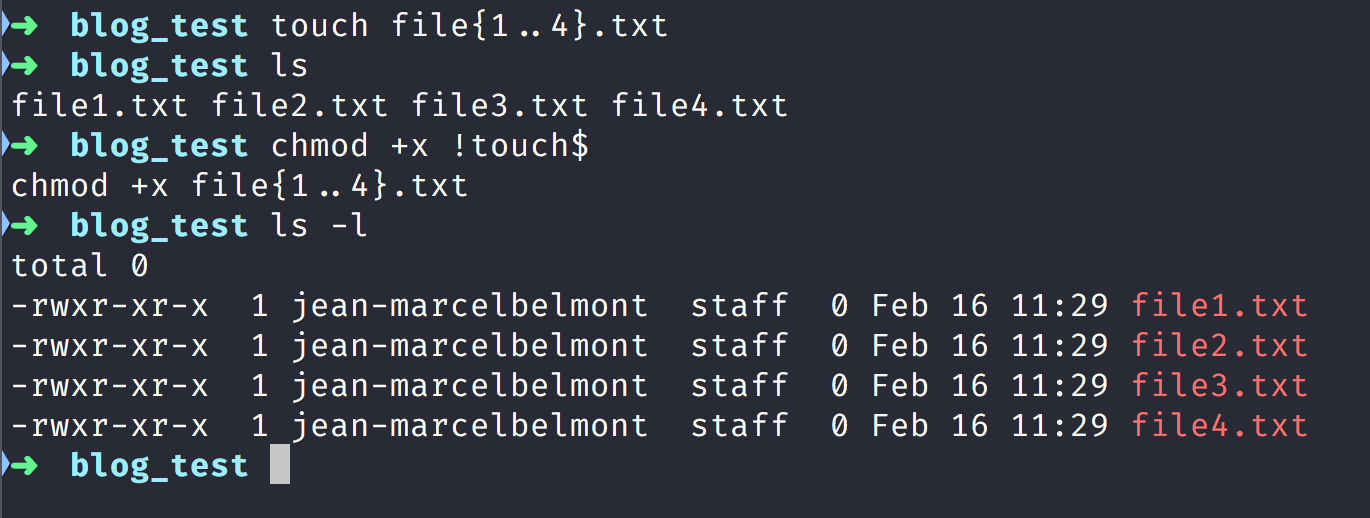 ➜ blog_test touch file{1..4}.txt
➜ blog_test ls
file1.txt file2.txt file3.txt file4.txt
➜ blog_test chmod +x !touch$
chmod +x file{1..4}.txt
➜ blog_test ls -l
total 0
-rwxr-xr-x  1 jean-marcelbelmont  staff  0 Feb 16 11:29 file1.txt
-rwxr-xr-x  1 jean-marcelbelmont  staff  0 Feb 16 11:29 file2.txt
-rwxr-xr-x  1 jean-marcelbelmont  staff  0 Feb 16 11:29 file3.txt
-rwxr-xr-x  1 jean-marcelbelmont  staff  0 Feb 16 11:29 file4.txt
➜ blog_test